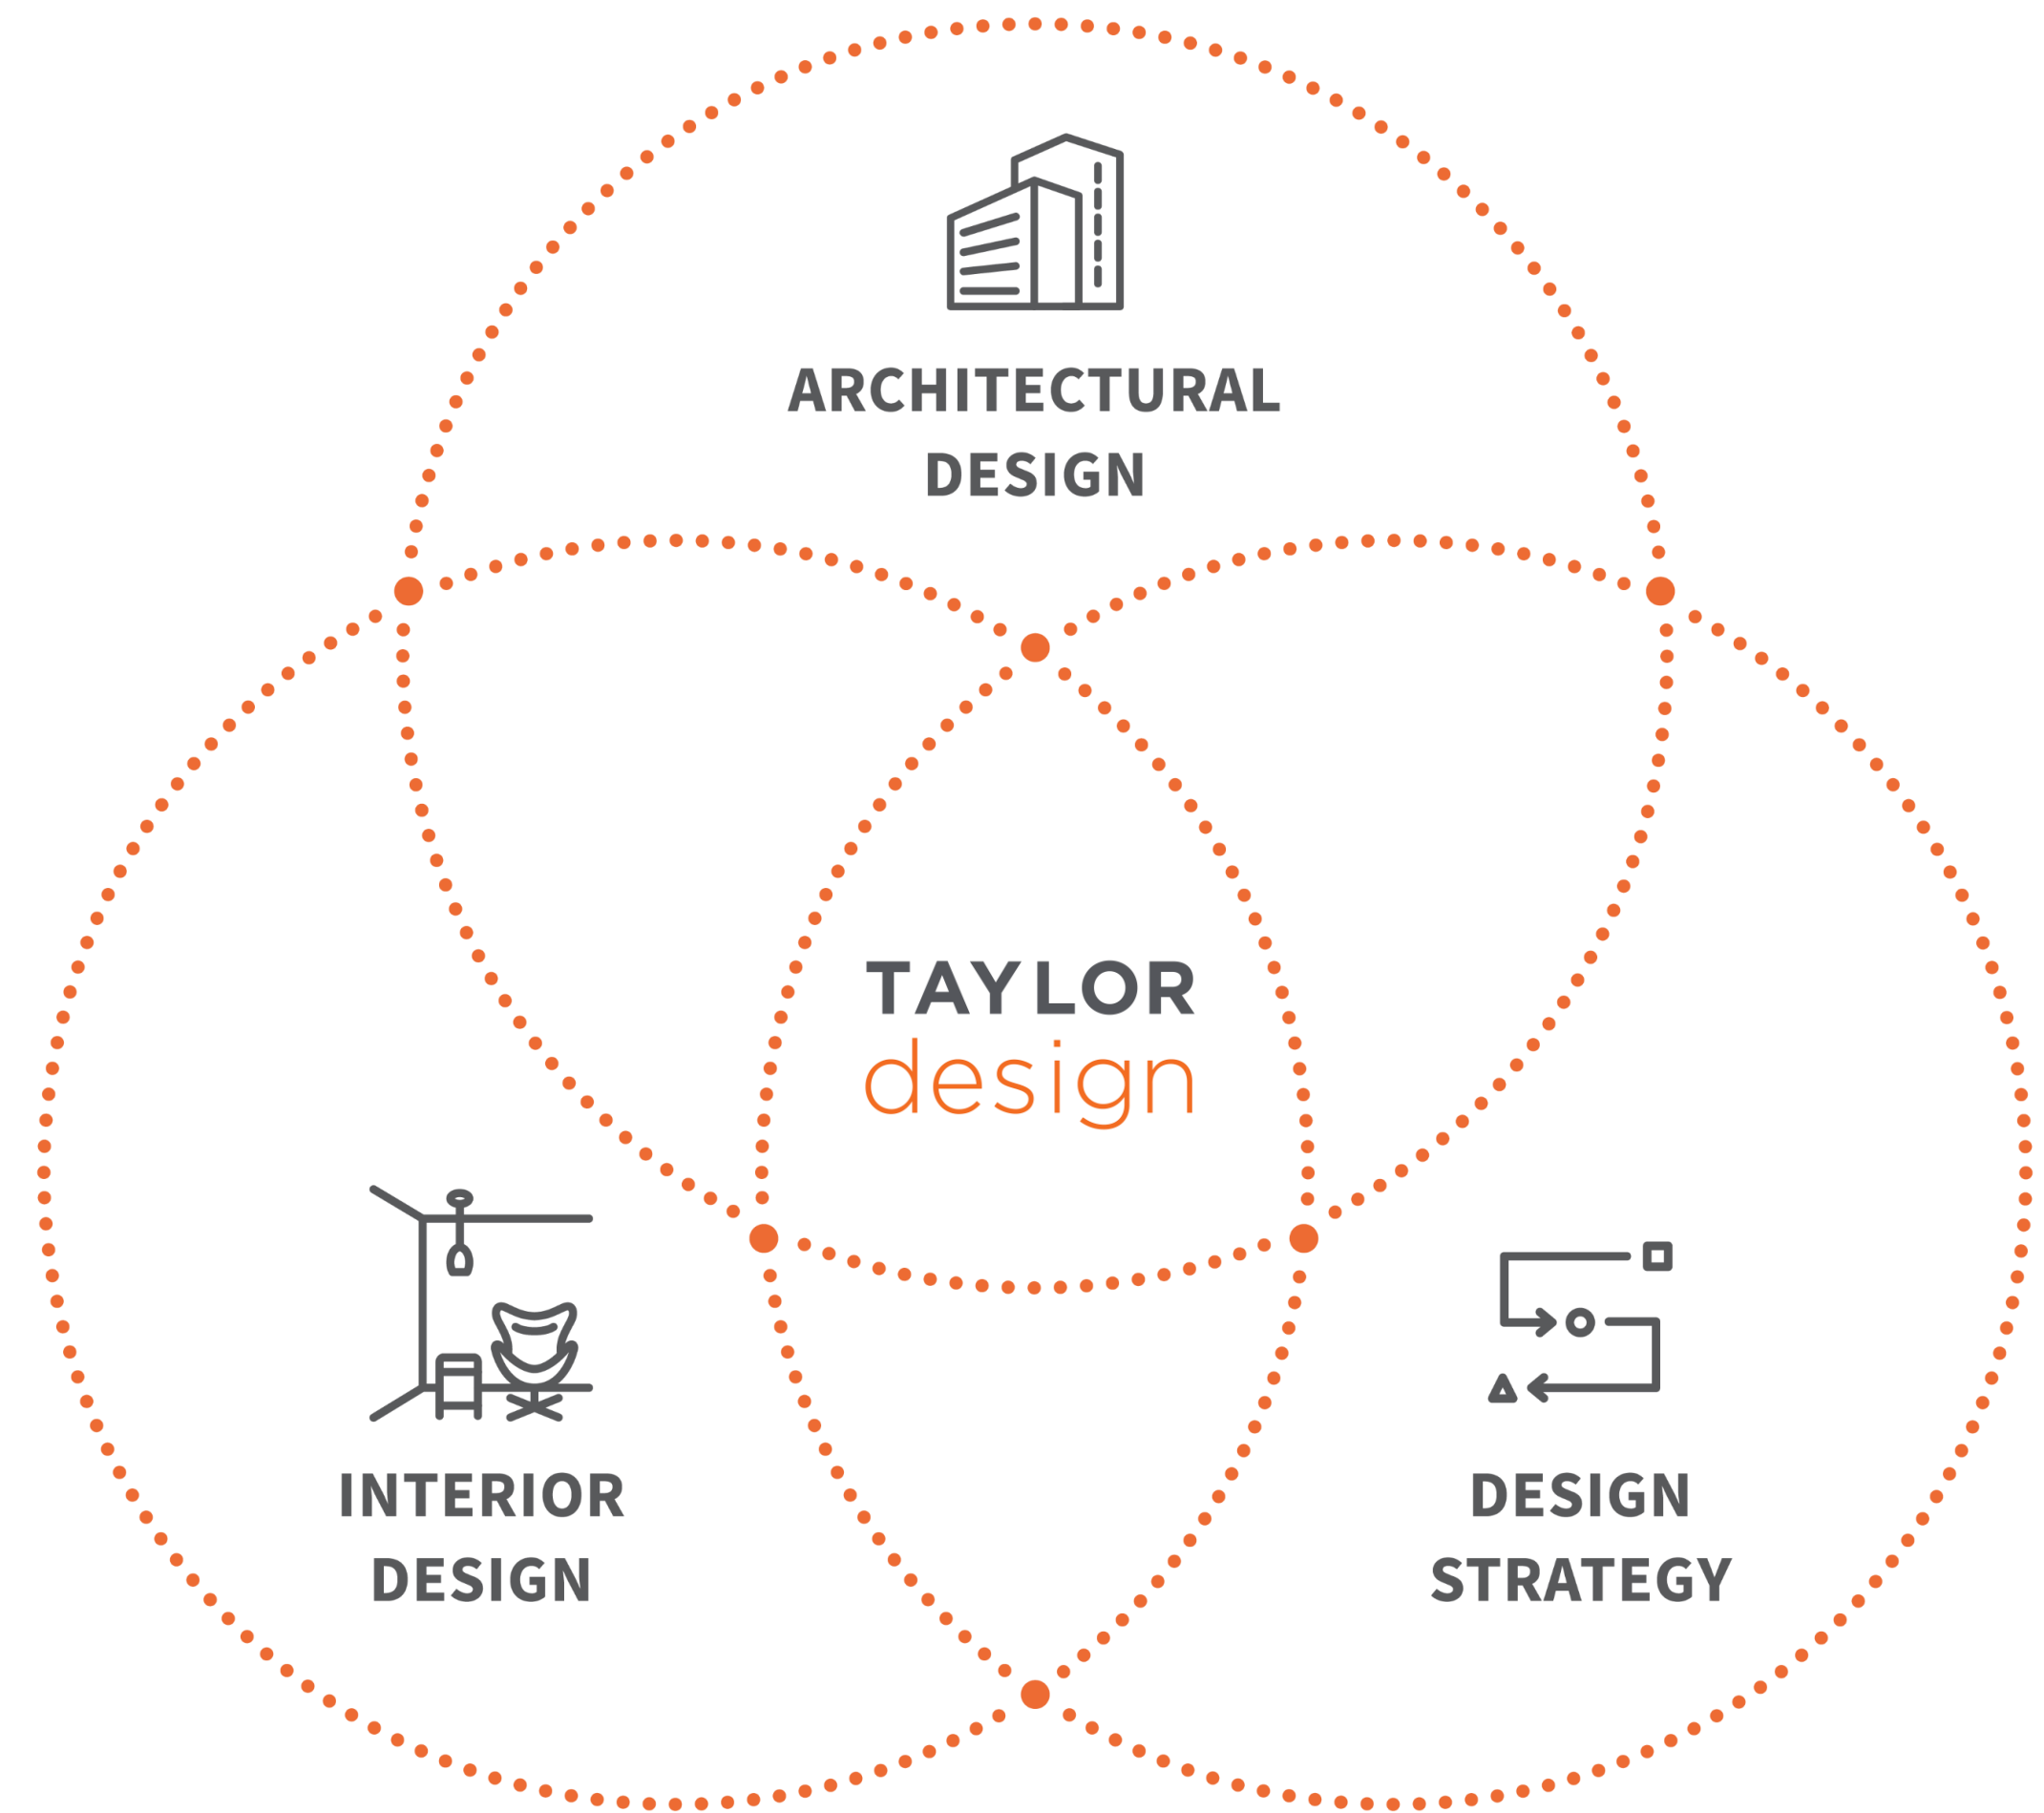 ARCHITECTURAL
DESIGN
TAYLOR
design
INTERIOR
DESIGN
DESIGN
STRATEGY